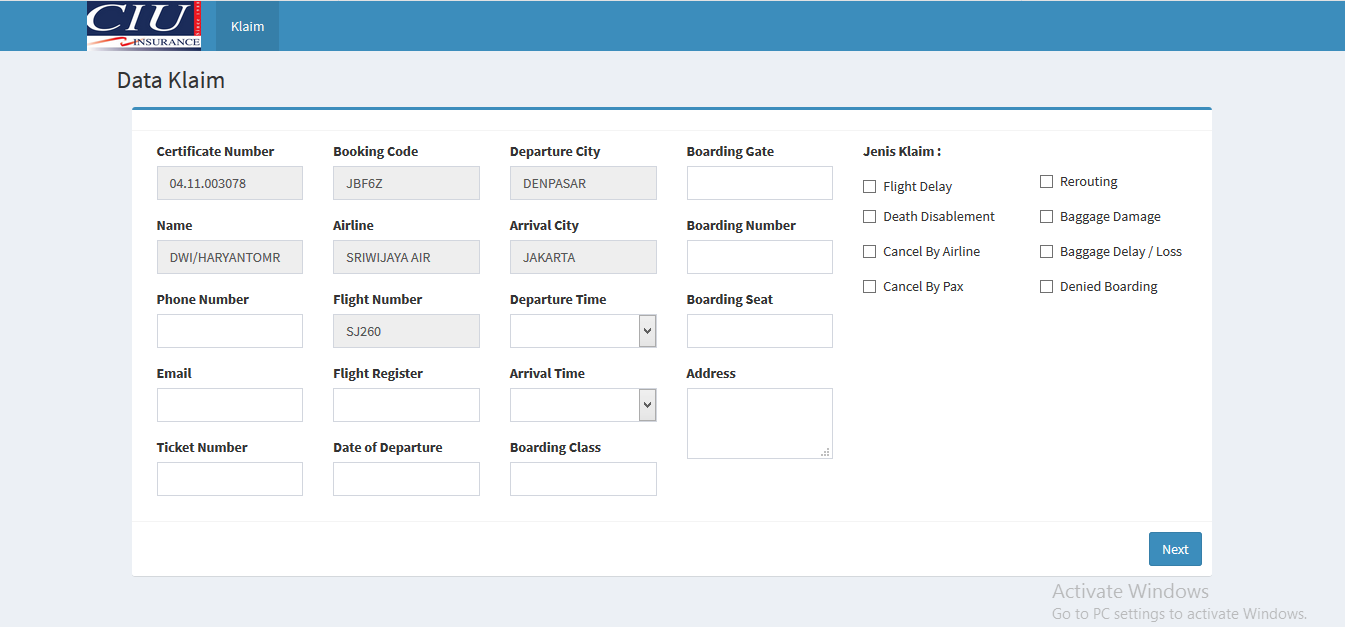 CIU
SINCE 1962
INSURANCE
Klaim
Data Klaim
Certificate Number
04.11.003078
Name
DWI/HARYANTOMR
Phone Number
Email
Ticket Number
Booking Code
JBF6Z
Airline
SRIWIJAYA AIR
Flight Number
SJ260
Flight Register
Date of Departure
Departure City
DENPASAR
Arrival City
JAKARTA
Departure Time
Arrival Time
Boarding Class
Boarding Gate
Boarding Number
Boarding Seat
Address
Jenis Klaim :
Flight Delay
Death Disablement
Cancel By Airline
Cancel By Pax
Rerouting
Baggage Damage
Baggage Delay / Loss
Denied Boarding
Next
Activate Windows
Go to PC settings to activate Windows.